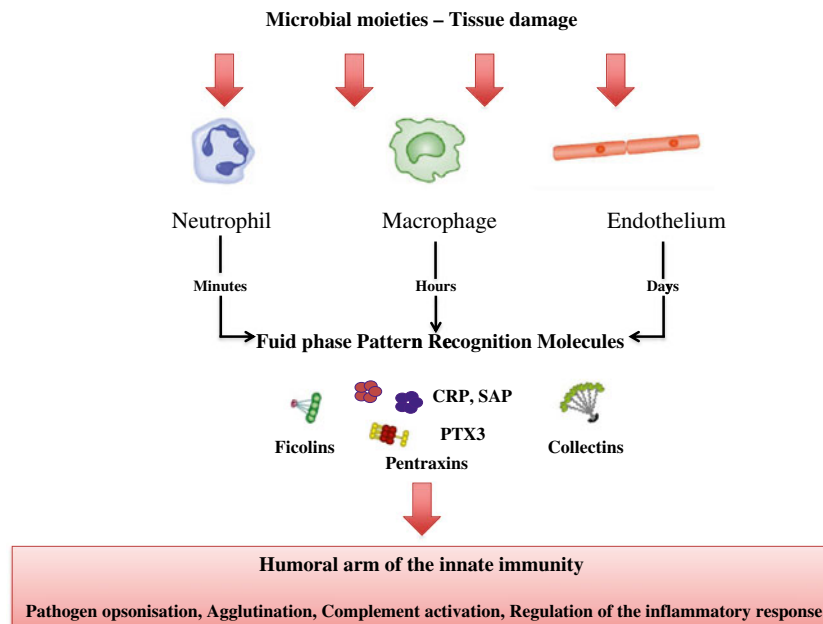 Microbial moieties – Tissue damage
Neutrophil
Macrophage
Endothelium
Minutes
Hours
Days
Fuid phase Pattern Recognition Molecules
CRP, SAP
PTX3
Ficolins
Collectins
Pentraxins
Humoral arm of the innate immunity
Pathogen opsonisation, Agglutination, Complement activation, Regulation of the inflammatory response